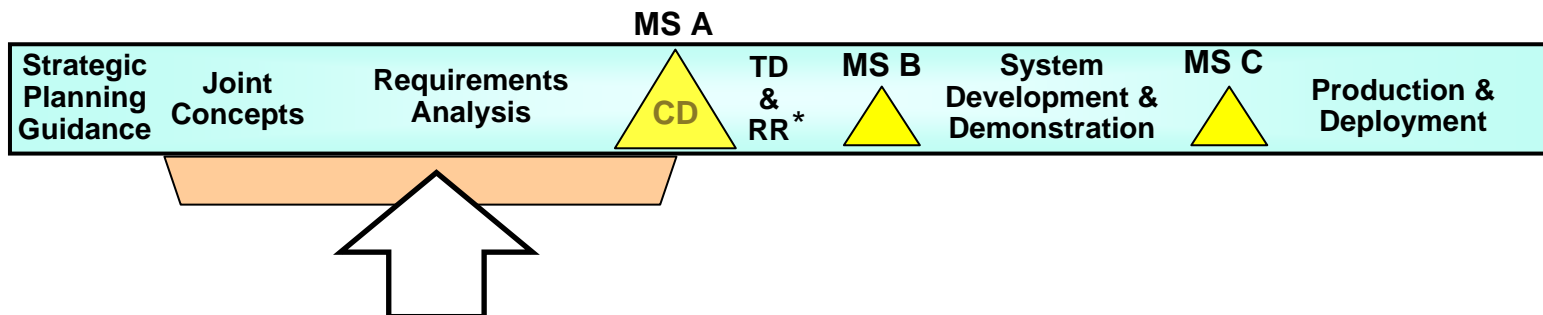 MS A
Strategic
Planning
Guidance
Joint
Concepts
Requirements
Analysis
CD
TD
&
RR*
MS B
System
Development &
Demonstration
MS C
Production &
Deployment